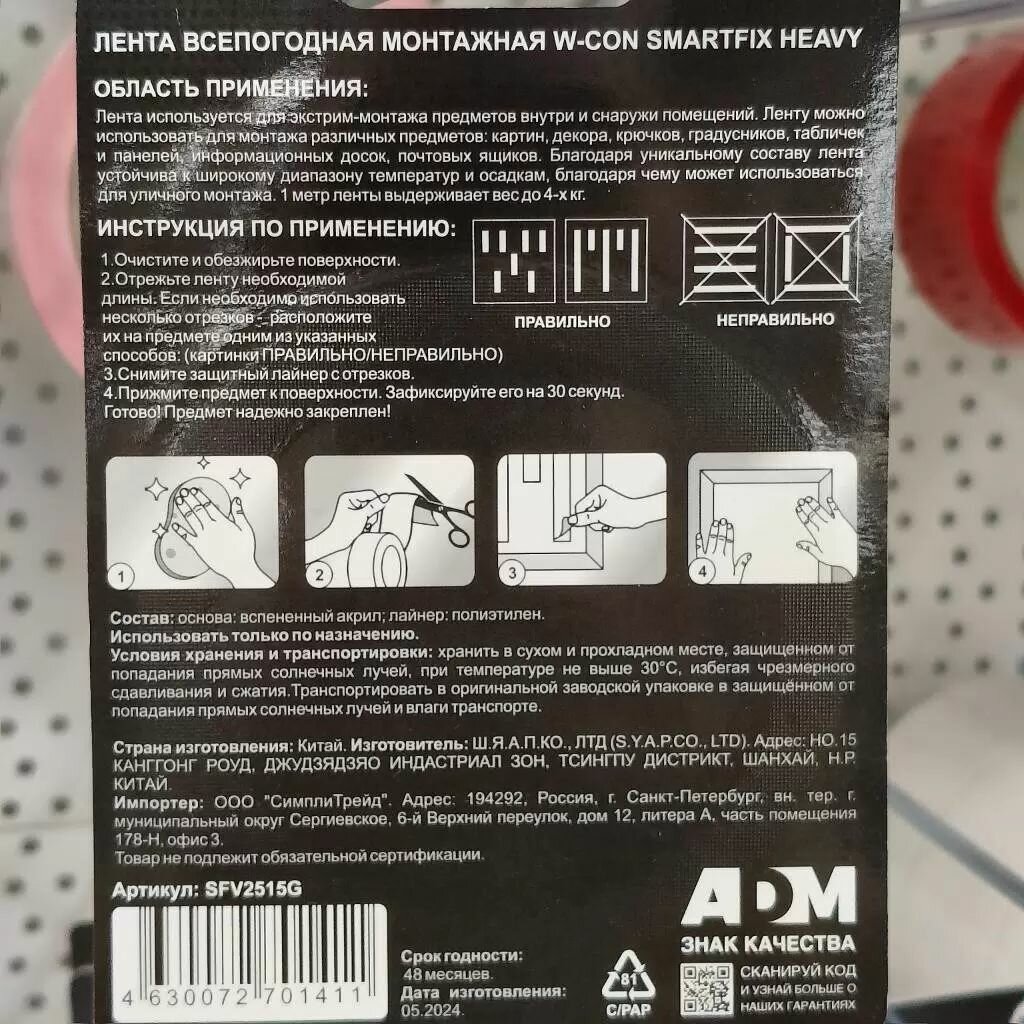 ЛЕНТА ВСЕПОГОДНАЯ МОНТАЖНАЯ W-CON SMARTFIX HEAVY
ОБЛАСТЬ ПРИМЕНЕНИЯ:
Лента используется для экстрим-монтажа предметов внутри и снаружи помещений. Ленту можно
использовать для монтажа различных предметов: картин, декора, крючков, градусников, табличек
и панелей, информационных досок, почтовых ящиков. Благодаря уникальному составу лента
устойчива к широкому диапазону температур и осадкам, благодаря чему может использоваться
для уличного монтажа. 1 метр ленты выдерживает вес до 4-х кг.
ИНСТРУКЦИЯ ПО ПРИМЕНЕНИЮ:
1.Очистите и обезжирьте поверхности.
2.Отрежьте ленту необходимой
длины. Если необходимо использовать
несколько отрезков - расположите
их на предмете одним из указанных
способов: (картинки ПРАВИЛЬНО/НЕПРАВИЛЬНО)
3.Снимите защитный лайнер с отрезков.
4.Прижмите предмет к поверхности. Зафиксируйте его на 30 секунд.
Готово! Предмет надежно закреплен!
ПРАВИЛЬНО
НЕПРАВИЛЬНО
1
2
3
4
Состав: основа: вспененный акрил; лайнер: полиэтилен.
Использовать только по назначению.
Условия хранения и транспортировки: хранить в сухом и прохладном месте, защищенном от
попадания прямых солнечных лучей, при температуре не выше 30°С, избегая чрезмерного
сдавливания и сжатия.Транспортировать в оригинальной заводской упаковке в защищённом от
попадания прямых солнечных лучей и влаги транспорте.
Страна изготовления: Китай. Изготовитель: Ш.Я.А.П.КО., ЛТД (S.Y.A.P.CO., LTD). Адрес: НО.15
КАНГГОНГ РОУД, ДЖУДЗЯДЗЯО ИНДАСТРИАЛ ЗОН, ТСИНГПУ ДИСТРИКТ, ШАНХАЙ, Н.Р.
КИТАЙ.
Импортер: ООО "СимплиТрейд". Адрес: 194292, Россия, г. Санкт-Петербург, вн. тер. г.
муниципальный округ Сергиевское, 6-й Верхний переулок, дом 12, литера А, часть помещения
178-Н, офис 3.
Товар не подлежит обязательной сертификации.
Артикул: SFV2515G
4 630072 701411
Срок годности:
48 месяцев.
Дата изготовления:
05.2024.
81
C/PAP
ADM
ЗНАК КАЧЕСТВА
СКАНИРУЙ КОД
И УЗНАЙ БОЛЬШЕ О
НАШИХ ГАРАНТИЯХ